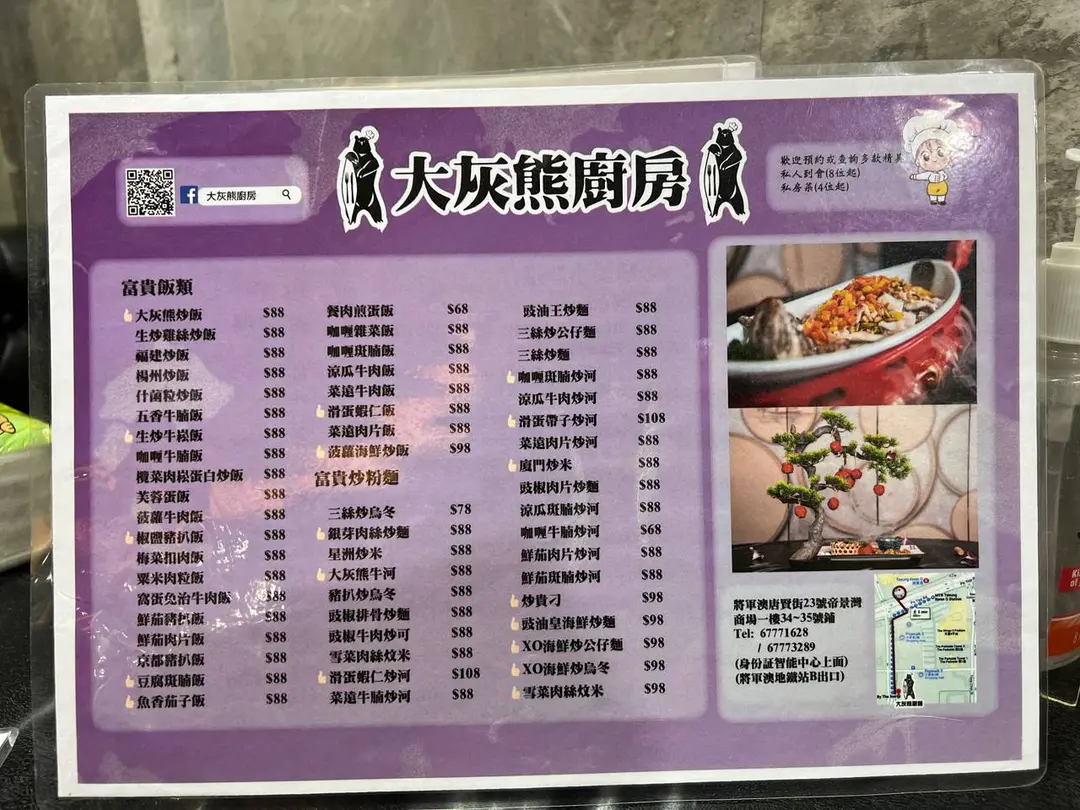 大灰熊廚房
大灰熊廚房
歡迎預約或查詢多款精美
私人到會(8位起)
私房菜(4位起)
富貴飯類
大灰熊炒飯 $88
生炒雞絲炒飯 $88
福建炒飯 $88
楊州炒飯 $88
什菌粒炒飯 $88
五香牛腩飯 $88
生炒牛崧飯 $88
咖喱牛腩飯 $88
欖菜肉崧蛋白炒飯 $88
芙蓉蛋飯 $88
菠蘿牛肉飯 $88
椒鹽豬扒飯 $88
梅菜扣肉飯 $88
粟米肉粒飯 $88
窩蛋免治牛肉飯 $88
鮮茄豬扒飯 $88
鮮茄肉片飯 $88
京都豬扒飯 $88
豆腐斑腩飯 $88
魚香茄子飯 $88
餐肉煎蛋飯 $68
咖喱雜菜飯 $88
咖喱斑腩飯 $88
涼瓜牛肉飯 $88
菜遠牛肉飯 $88
滑蛋蝦仁飯 $88
菜遠肉片飯 $88
菠蘿海鮮炒飯 $98
富貴炒粉麵
三絲炒烏冬 $78
銀芽肉絲炒麵 $88
星洲炒米 $88
大灰熊牛河 $88
豬扒炒烏冬 $88
豉椒排骨炒麵 $88
豉椒牛肉炒可 $88
雪菜肉絲炆米 $88
滑蛋蝦仁炒河 $108
菜遠牛腩炒河 $88
豉油王炒麵 $88
三絲炒公仔麵 $88
三絲炒麵 $88
咖喱斑腩炒河 $88
涼瓜牛肉炒河 $88
滑蛋帶子炒河 $108
菜遠肉片炒河 $88
廈門炒米 $88
豉椒肉片炒麵 $88
涼瓜斑腩炒河 $88
咖喱牛腩炒河 $68
鮮茄肉片炒河 $88
鮮茄斑腩炒河 $88
炒貴刁 $98
豉油皇海鮮炒麵 $98
XO海鮮炒公仔麵 $98
XO海鮮炒烏冬 $98
雪菜肉絲炆米 $98
將軍澳唐賢街23號帝景灣
商場一樓34~35號鋪
Tel: 67771628
/ 67773289
(身份証智能中心上面)
(將軍澳地鐵站B出口)
大灰熊廚房